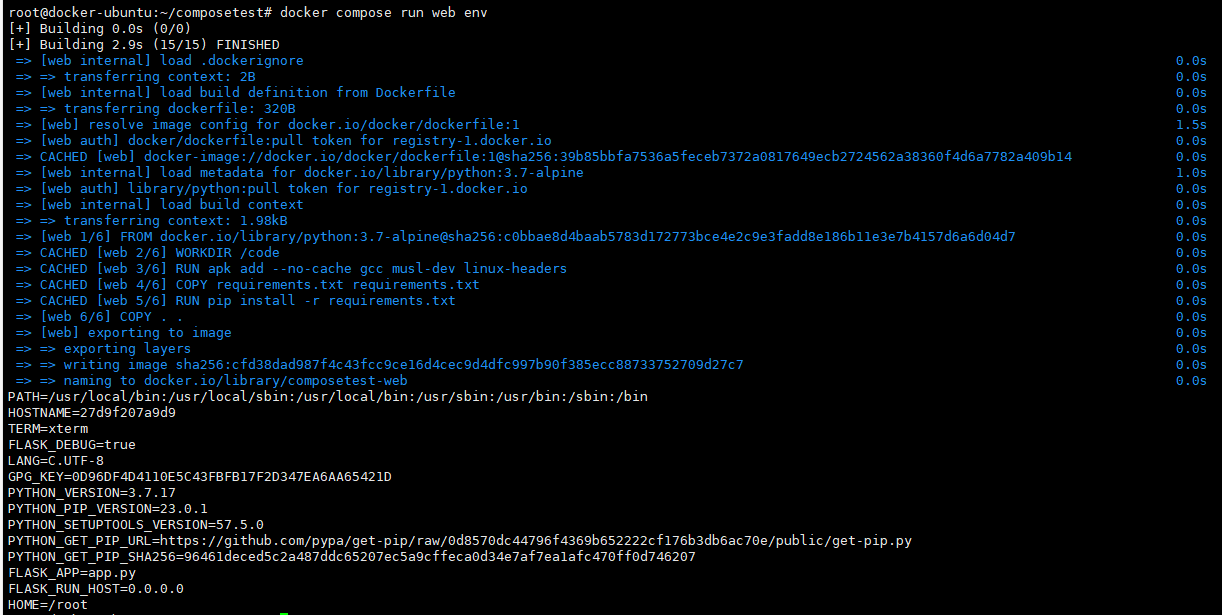 root@docker-ubuntu:~/composetest# docker compose run web env
[+] Building 0.0s (0/0)
[+] Building 2.9s (15/15) FINISHED
=> [web internal] load .dockerignore 0.0s
=> => transferring context: 2B 0.0s
=> [web internal] load build definition from Dockerfile 0.0s
=> => transferring dockerfile: 320B 0.0s
=> [web] resolve image config for docker.io/docker/dockerfile:1 1.5s
=> [web auth] docker/dockerfile:pull token for registry-1.docker.io 0.0s
=> CACHED [web] docker-image://docker.io/docker/dockerfile:1@sha256:39b85bbfa7536a5feceb7372a0817649ecb2724562a38360f4d6a7782a409b14 0.0s
=> [web internal] load metadata for docker.io/library/python:3.7-alpine 1.0s
=> [web auth] library/python:pull token for registry-1.docker.io 0.0s
=> [web internal] load build context 0.0s
=> => transferring context: 1.98kB 0.0s
=> [web 1/6] FROM docker.io/library/python:3.7-alpine@sha256:c0bbae8d4baab5783d172773bce4e2c9e3fadd8e186b11e3e7b4157d6a6d04d7 0.0s
=> CACHED [web 2/6] WORKDIR /code 0.0s
=> CACHED [web 3/6] RUN apk add --no-cache gcc musl-dev linux-headers 0.0s
=> CACHED [web 4/6] COPY requirements.txt requirements.txt 0.0s
=> CACHED [web 5/6] RUN pip install -r requirements.txt 0.0s
=> [web 6/6] COPY . . 0.0s
=> [web] exporting to image 0.0s
=> => exporting layers 0.0s
=> => writing image sha256:cfd38dad987f4c43fcc9ce16d4cec9d4dfc997b90f385ecc88733752709d27c7 0.0s
=> => naming to docker.io/library/composetest-web 0.0s
PATH=/usr/local/bin:/usr/local/sbin:/usr/local/bin:/usr/sbin:/usr/bin:/sbin:/bin
HOSTNAME=27d9f207a9d9
TERM=xterm
FLASK_DEBUG=true
LANG=C.UTF-8
GPG_KEY=0D96DF4D4110E5C43FBFB17F2D347EA6AA65421D
PYTHON_VERSION=3.7.17
PYTHON_PIP_VERSION=23.0.1
PYTHON_SETUPTOOLS_VERSION=57.5.0
PYTHON_GET_PIP_URL=https://github.com/pypa/get-pip/raw/0d8570dc44796f4369b652222cf176b3db6ac70e/public/get-pip.py
PYTHON_GET_PIP_SHA256=96461deced5c2a487ddc65207ec5a9cffeca0d34e7af7ea1afc470ff0d746207
FLASK_APP=app.py
FLASK_RUN_HOST=0.0.0.0
HOME=/root